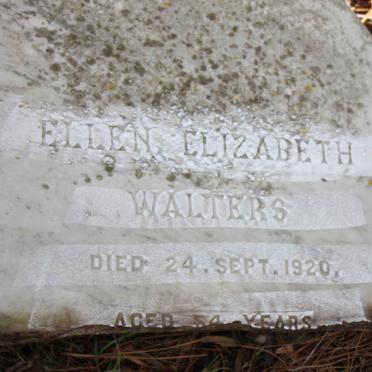 ELLEN ELIZABETH
WALTERS
DIED 24. SEPT. 1920.
AGED 54 YEARS